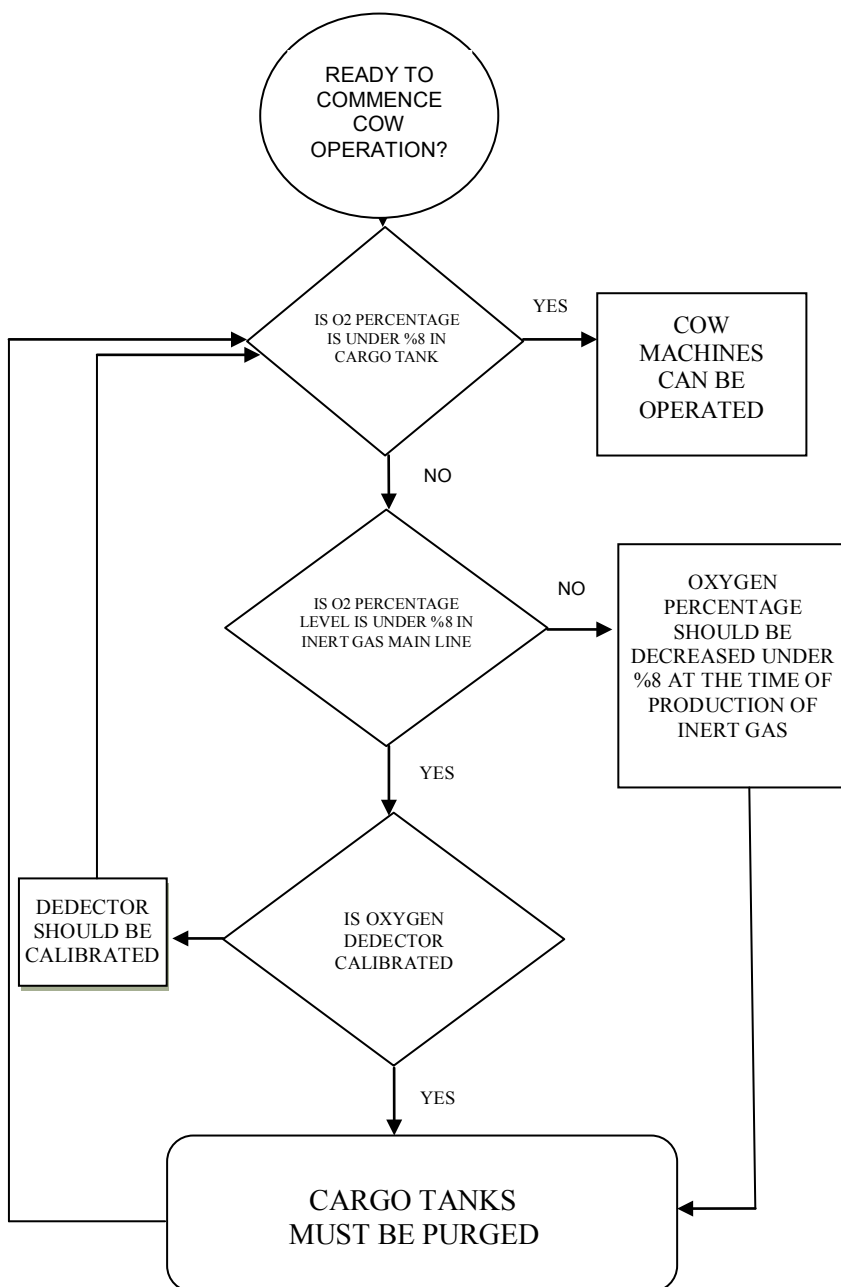 READY TO
COMMENCE
COW
OPERATION?
IS O2 PERCENTAGE
IS UNDER %8 IN
CARGO TANK
YES
COW
MACHINES
CAN BE
OPERATED
NO
IS O2 PERCENTAGE
LEVEL IS UNDER %8 IN
INERT GAS MAIN LINE
NO
OXYGEN
PERCENTAGE
SHOULD BE
DECREASED UNDER
%8 AT THE TIME OF
PRODUCTION OF
INERT GAS
YES
DEDECTOR
SHOULD BE
CALIBRATED
IS OXYGEN
DEDECTOR
CALIBRATED
YES
CARGO TANKS
MUST BE PURGED